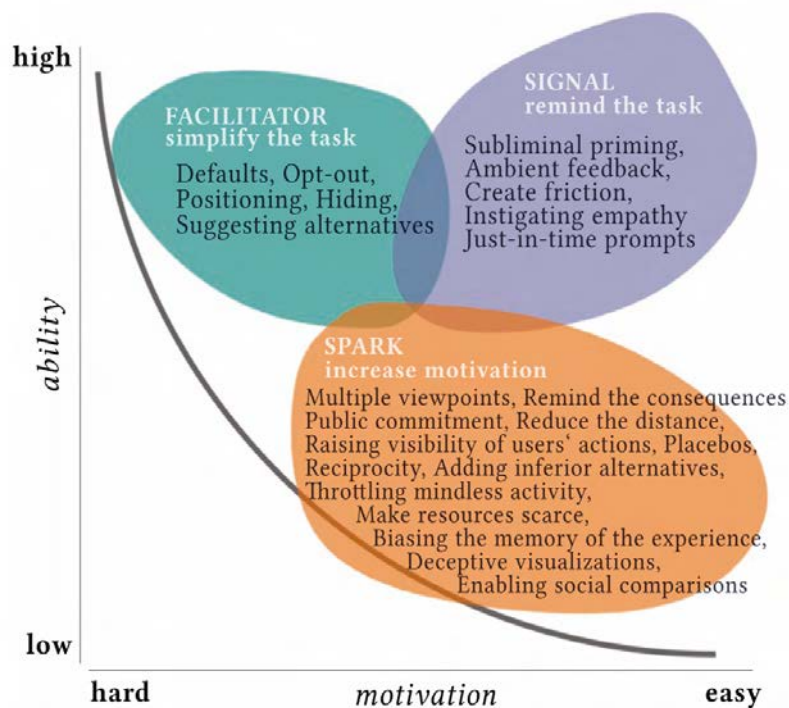 high
FACILITATOR
simplify the task
Defaults, Opt-out,
Positioning, Hiding,
Suggesting alternatives
SIGNAL
remind the task
Subliminal priming,
Ambient feedback,
Create friction,
Instigating empathy
Just-in-time prompts
ability
SPARK
increase motivation
Multiple viewpoints, Remind the consequences
Public commitment, Reduce the distance,
Raising visibility of users‘ actions, Placebos,
Reciprocity, Adding inferior alternatives,
Throttling mindless activity,
Make resources scarce,
Biasing the memory of the experience,
Deceptive visualizations,
Enabling social comparisons
low
hard
motivation
easy